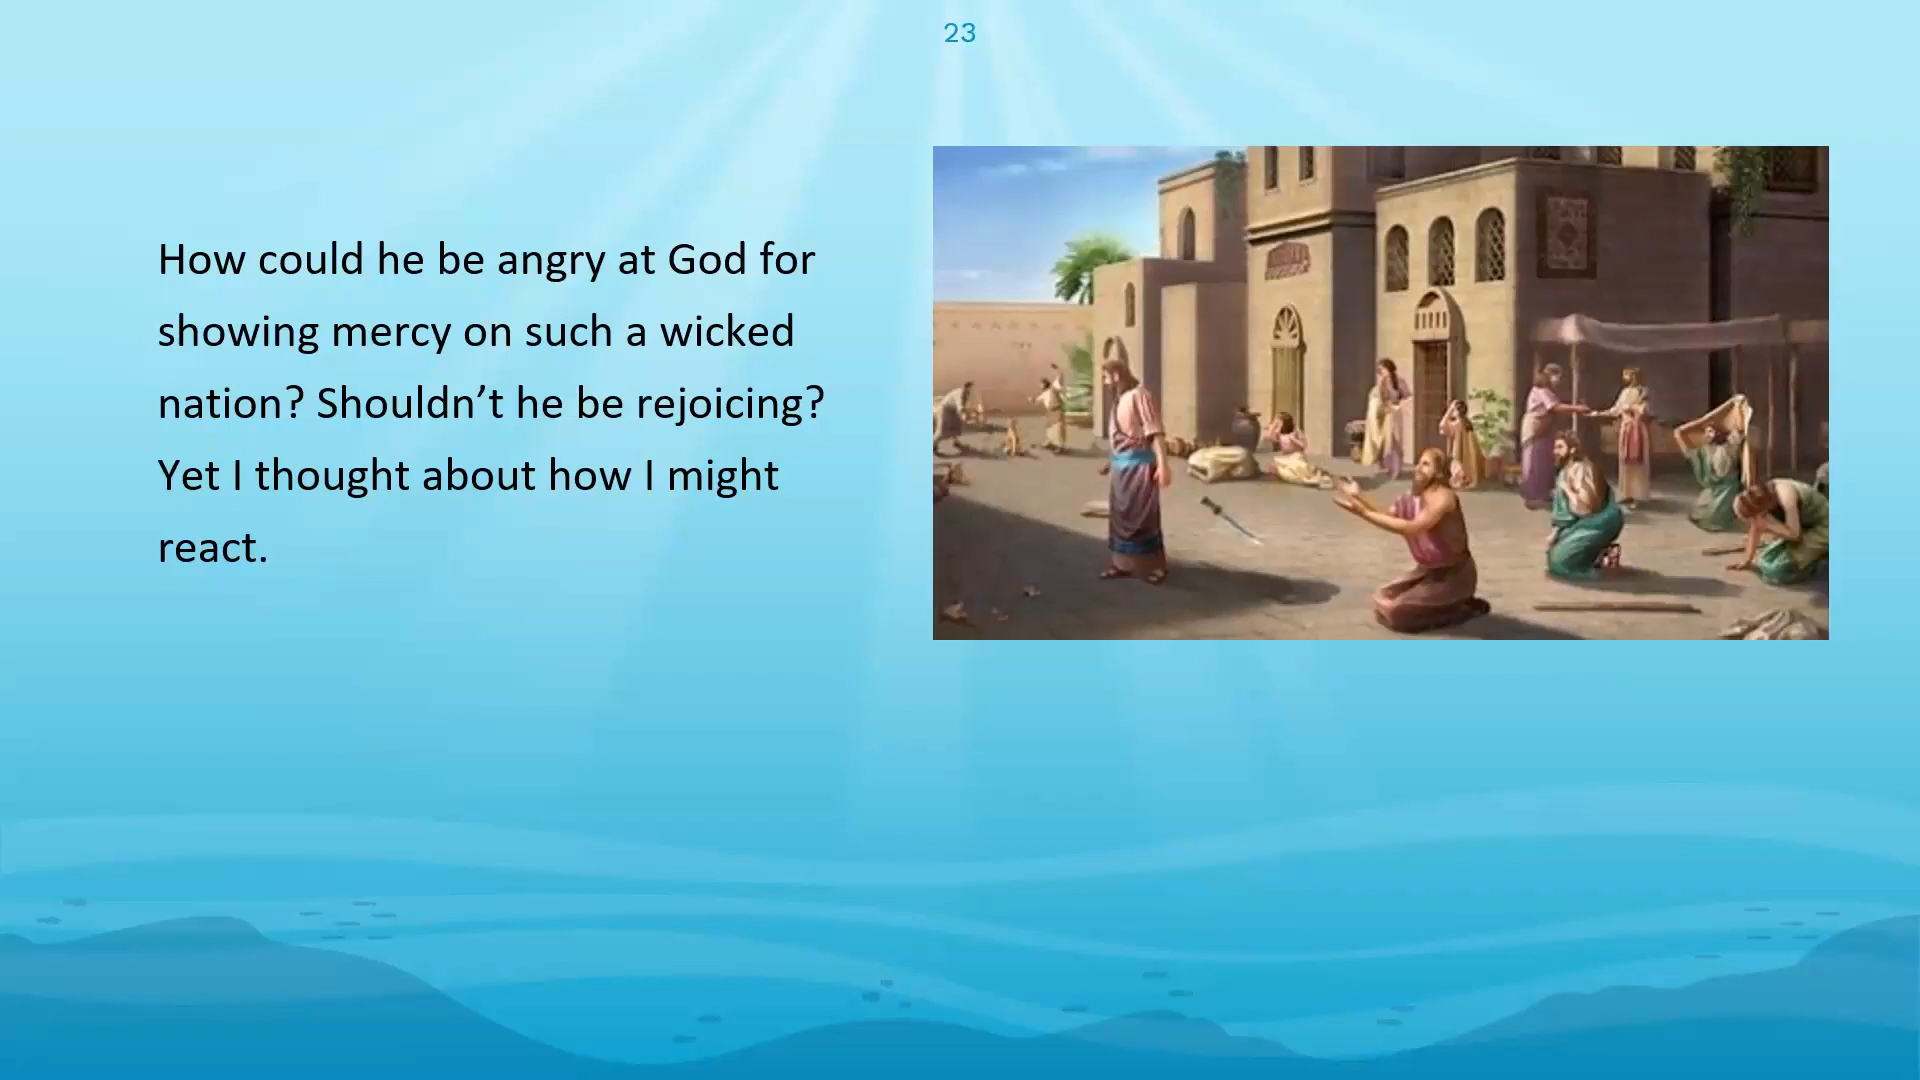 23
How could he be angry at God for
showing mercy on such a wicked
nation? Shouldn’t he be rejoicing?
Yet I thought about how I might
react.